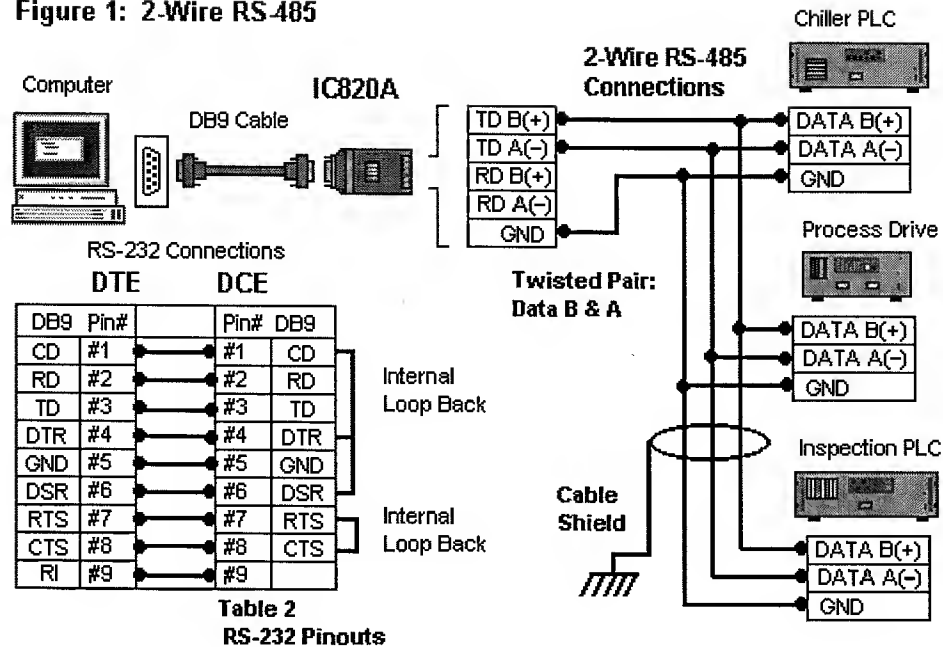 Figure 1: 2-Wire RS-485
Chiller PLC
Computer
IC820A
2-Wire RS-485
Connections
DB9 Cable
TD B(+)
TD A(-)
RD B(+)
RD A(-)
GND
DATA B(+)
DATA A(-)
GND
Process Drive
Twisted Pair:
Data B & A
DATA B(+)
DATA A(-)
GND
Inspection PLC
Cable
Shield
DATA B(+)
DATA A(-)
GND
RS-232 Connections
DTE DCE
DB9 Pin# Pin# DB9
CD #1 #1 CD
RD #2 #2 RD
TD #3 #3 TD
DTR #4 #4 DTR
GND #5 #5 GND
DSR #6 #6 DSR
RTS #7 #7 RTS
CTS #8 #8 CTS
RI #9 #9
Internal
Loop Back
Internal
Loop Back
Table 2
RS-232 Pinouts